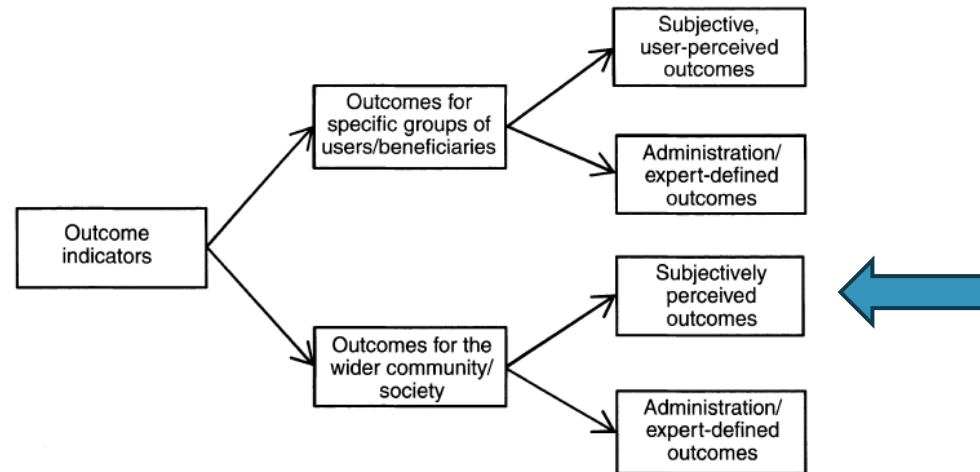 Outcome
indicators
Outcomes for
specific groups of
users/beneficiaries
Subjective,
user-perceived
outcomes
Administration/
expert-defined
outcomes
Outcomes for the
wider community/
society
Subjectively
perceived
outcomes
Administration/
expert-defined
outcomes